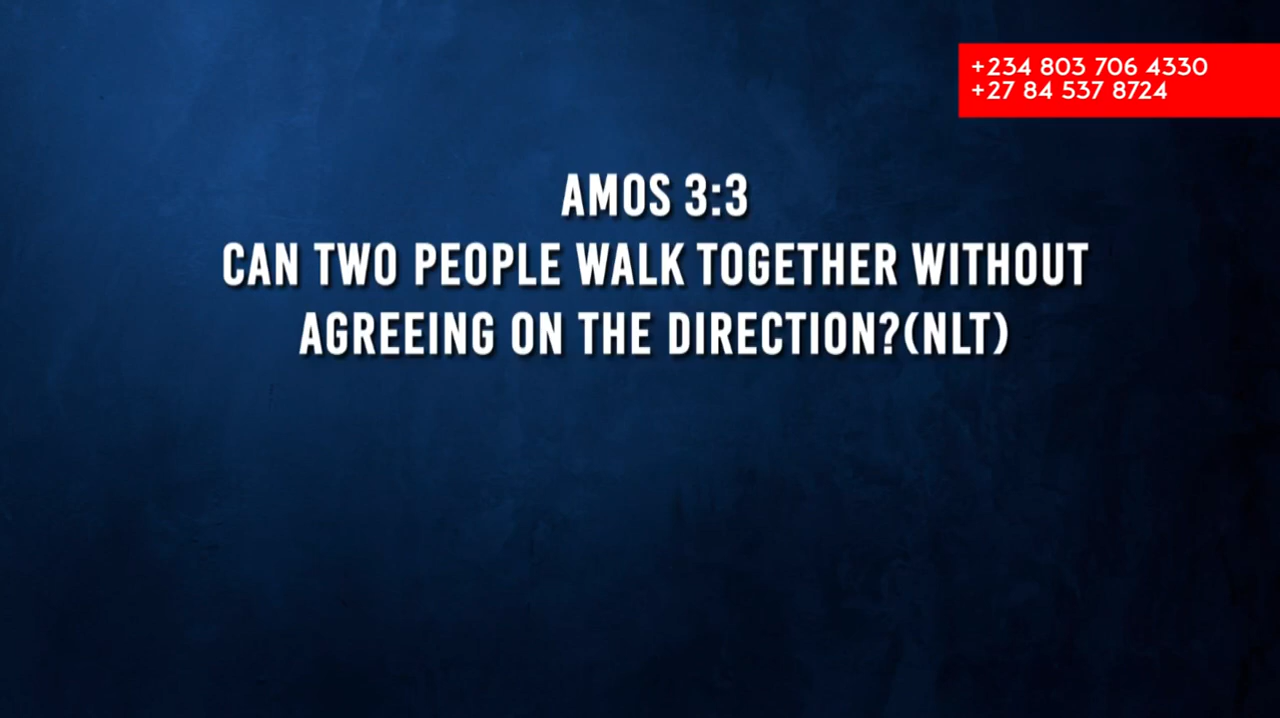 +234 803 706 4330
+27 84 537 8724
AMOS 3:3
CAN TWO PEOPLE WALK TOGETHER WITHOUT
AGREEING ON THE DIRECTION?(NLT)